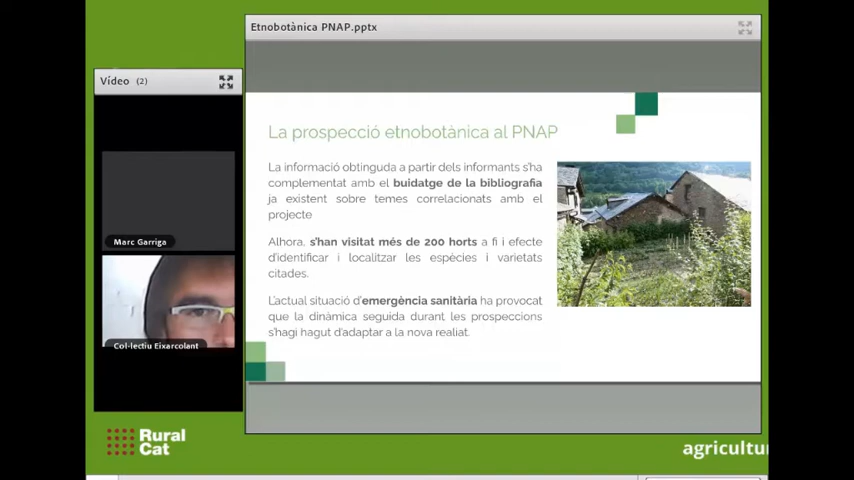 Etnobotànica PNAP.pptx
Vídeo (2)
Marc Garriga
Col·lectiu Eixarcolant
La prospecció etnobotànica al PNAP
La informació obtinguda a partir dels informants s'ha
complementat amb el buidatge de la bibliografia
ja existent sobre temes correlacionats amb el
projecte
Alhora, s'han visitat més de 200 horts a fi i efecte
d'identificar i localitzar les espècies i varietats
citades.
L'actual situació d'emergència sanitària ha provocat
que la dinàmica seguida durant les prospeccions
s'hagi hagut d'adaptar a la nova realiat.
Rural
Cat
agricultu